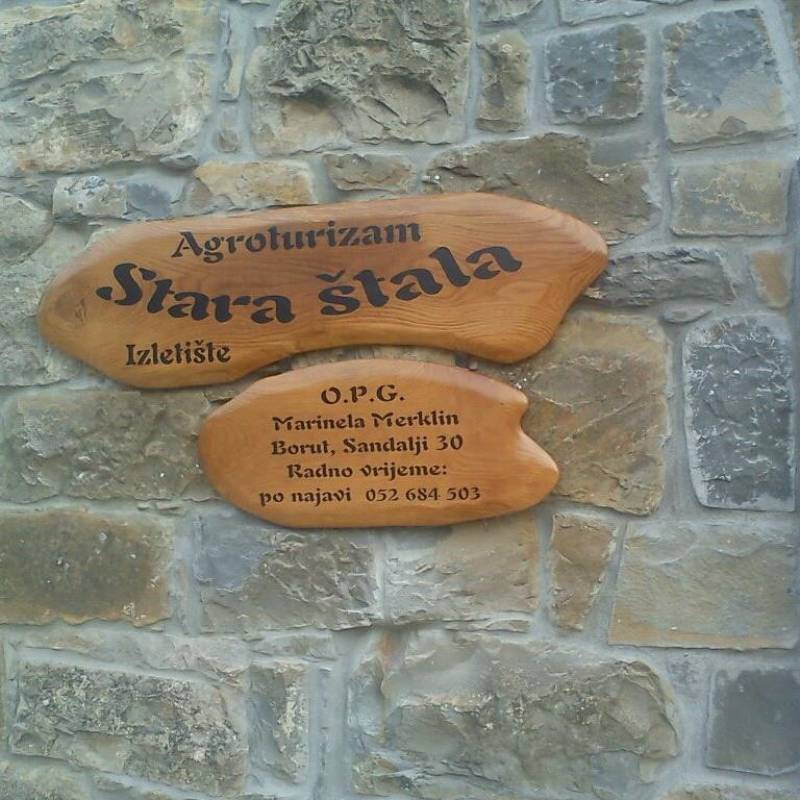 Agroturizam
Stara štala
Izletište
O.P.G.
Marinela Merklin
Borut, Sandalji 30
Radno vrijeme:
po najavi 052 684 503